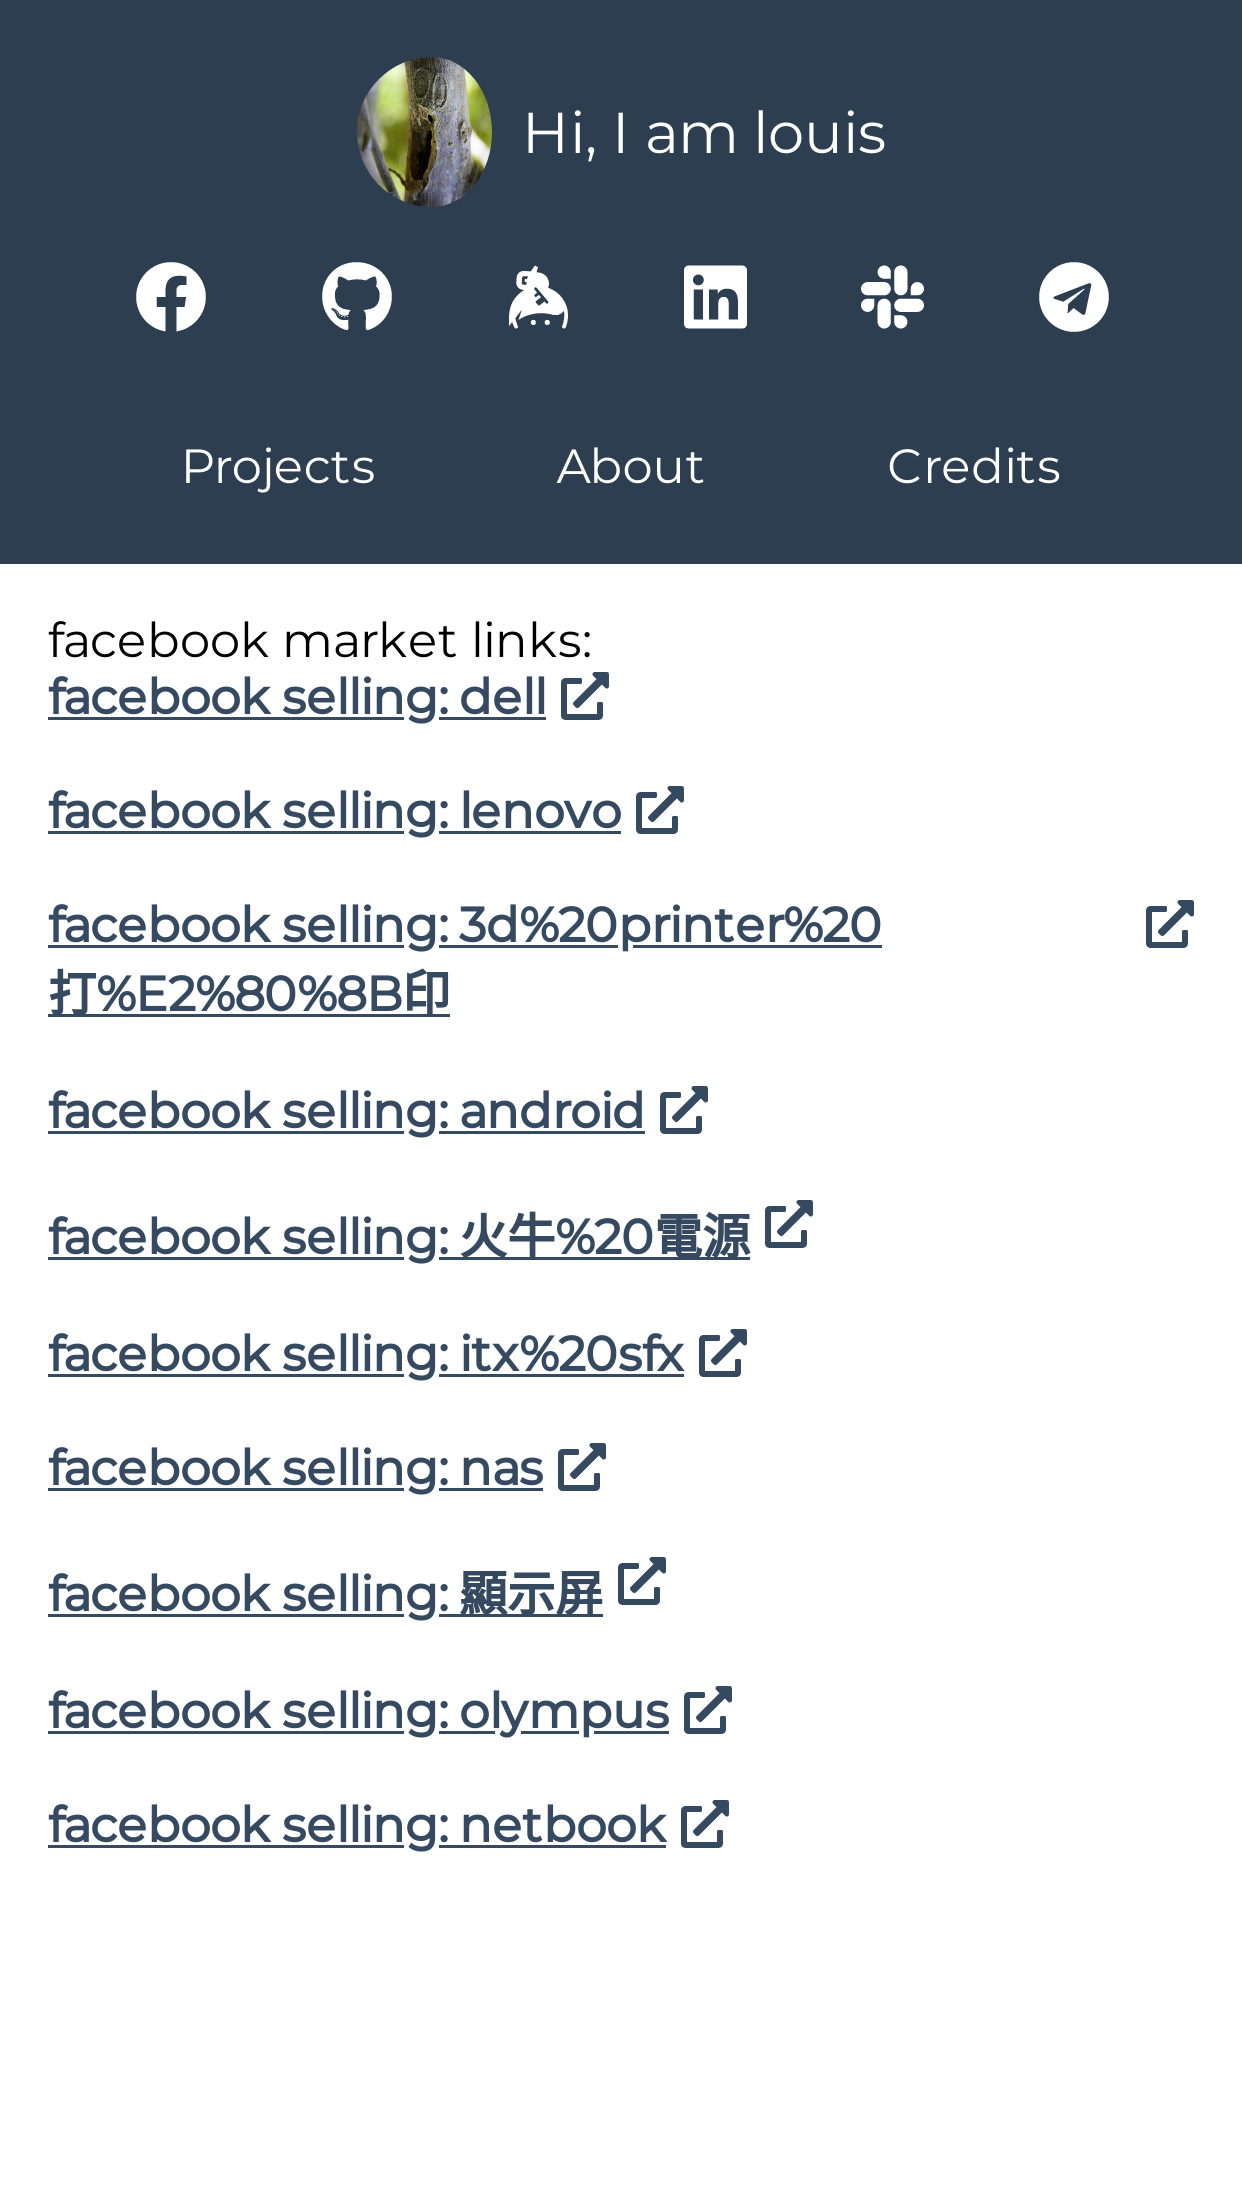 Hi, I am louis
Projects About Credits
facebook market links:
facebook selling: dell
facebook selling: lenovo
facebook selling: 3d%20printer%20
打%E2%80%8B印
facebook selling: android
facebook selling: 火牛%20電源
facebook selling: itx%20sfx
facebook selling: nas
facebook selling: 顯示屏
facebook selling: olympus
facebook selling: netbook